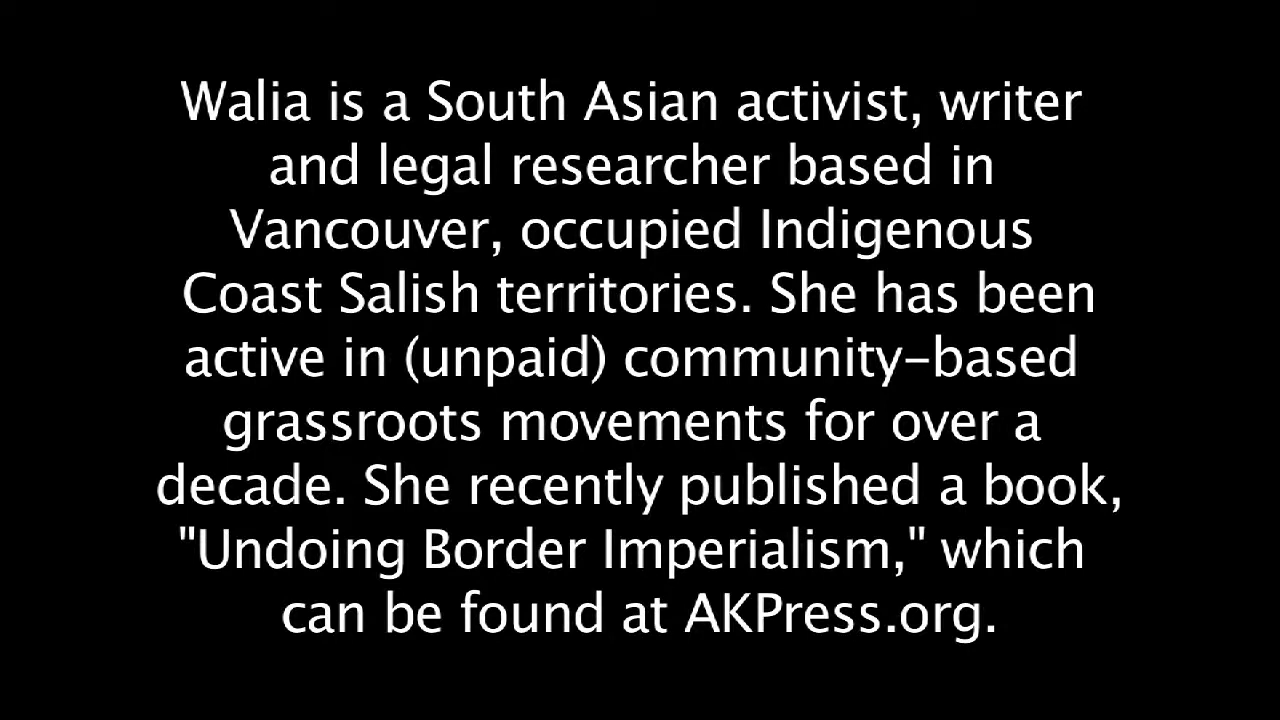 Walia is a South Asian activist, writer
and legal researcher based in
Vancouver, occupied Indigenous
Coast Salish territories. She has been
active in (unpaid) community-based
grassroots movements for over a
decade. She recently published a book,
"Undoing Border Imperialism," which
can be found at AKPress.org.